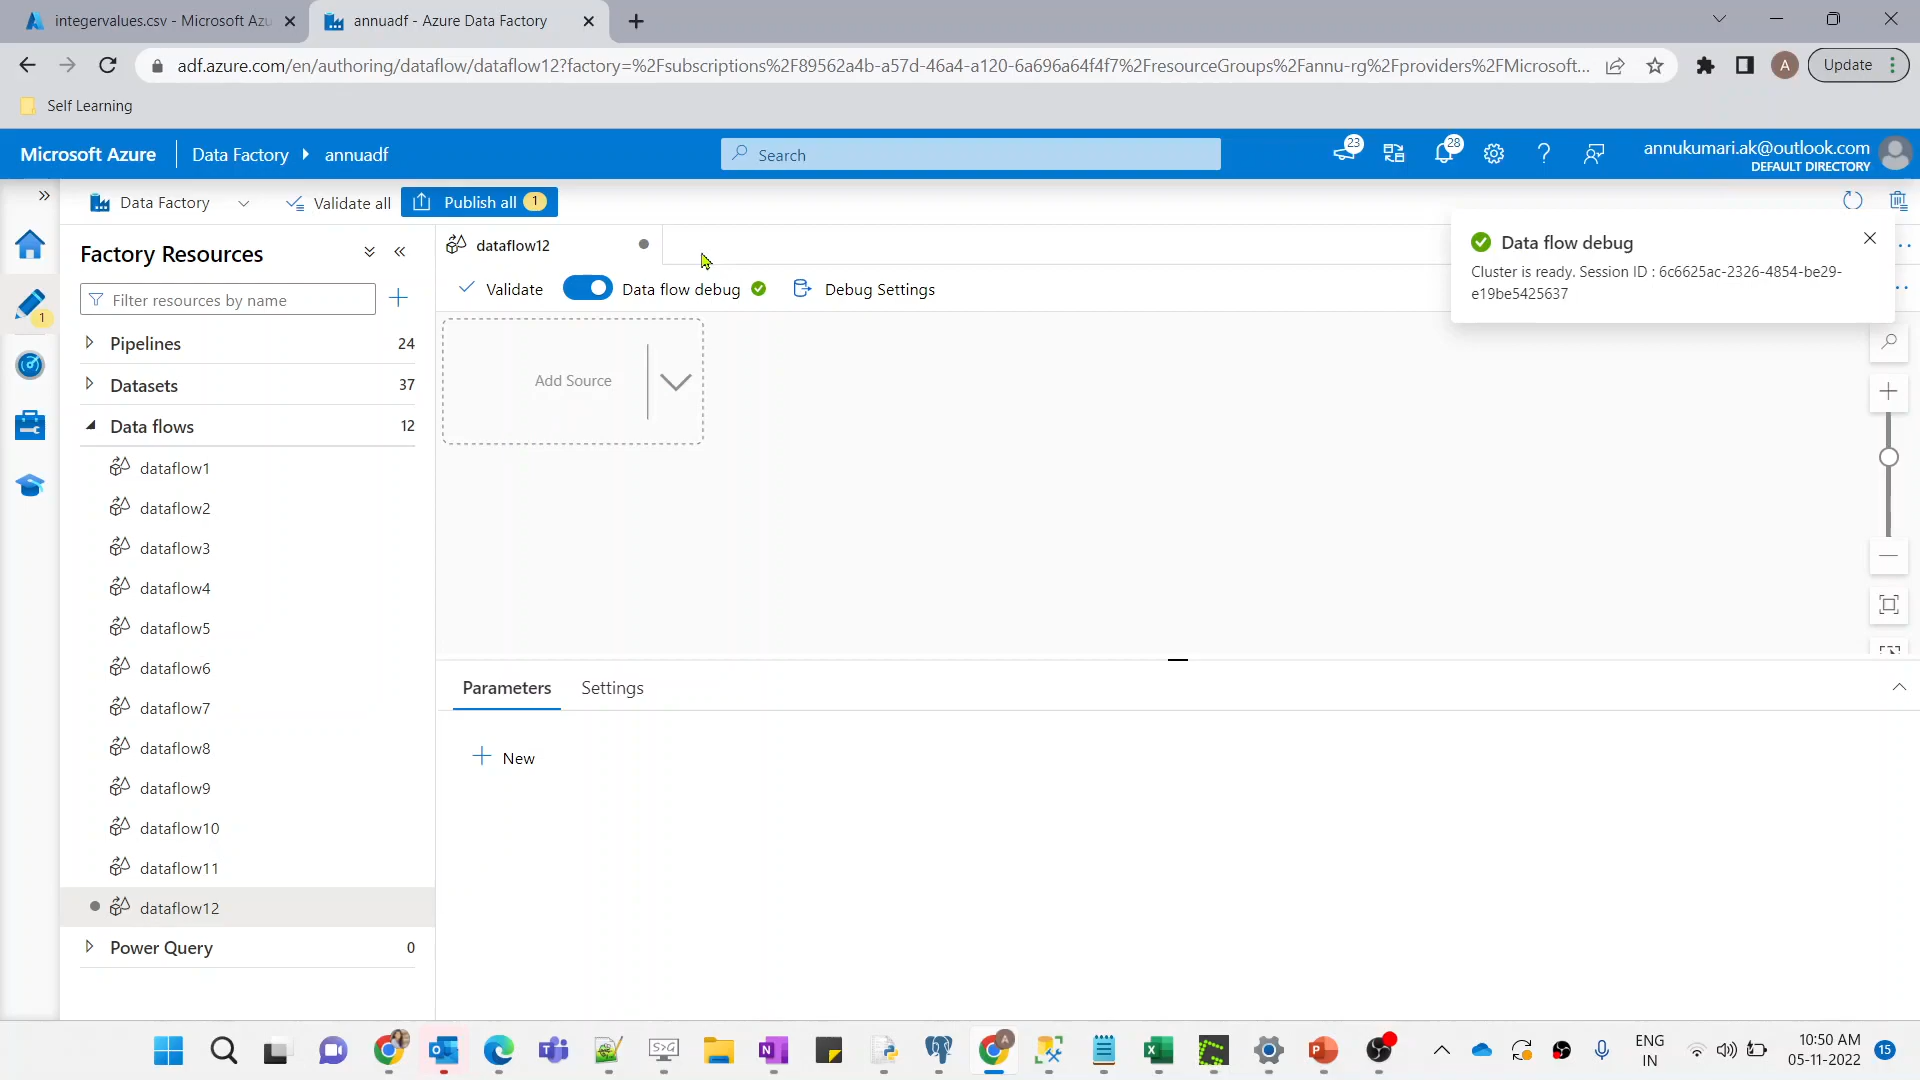 integervalues.csv - Microsoft Azu
annuadf - Azure Data Factory
adf.azure.com/en/authoring/dataflow/dataflow12?factory=%2Fsubscriptions%2F89562a4b-a57d-46a4-a120-6a696a64f4f7%2FresourceGroups%2Fannu-rg%2Fproviders%2FMicrosoft...
A
Update
Self Learning
Microsoft Azure
Data Factory
annuadf
Search
23
28
annukumari.ak@outlook.com
DEFAULT DIRECTORY
Data Factory
Validate all
Publish all 1
Factory Resources
dataflow12
Data flow debug
Cluster is ready. Session ID : 6c6625ac-2326-4854-be29-
e19be5425637
Filter resources by name
Validate
Data flow debug
Debug Settings
1
Pipelines 24
Datasets 37
Data flows 12
dataflow1
dataflow2
dataflow3
dataflow4
dataflow5
dataflow6
dataflow7
dataflow8
dataflow9
dataflow10
dataflow11
dataflow12
Power Query 0
Add Source
Parameters
Settings
New
S>G
N
A
P
ENG
IN
10:50 AM
05-11-2022
15